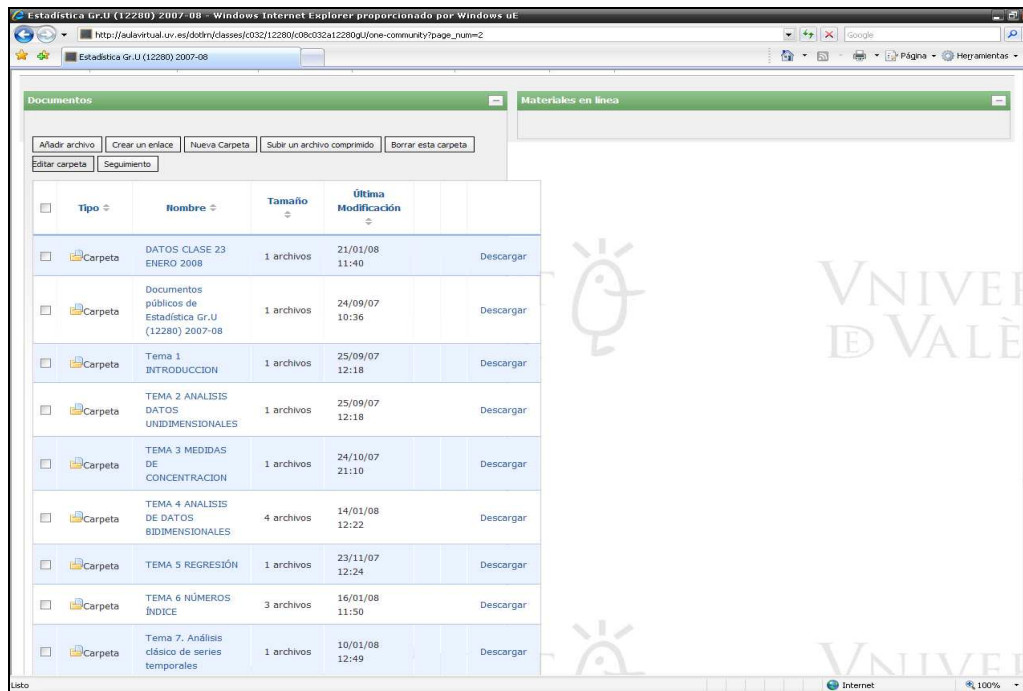 Estadística Gr.U (12280) 2007-08 - Windows Internet Explorer proporcionado por Windows uE
http://aulavirtual.uv.es/dotlrn/classes/c032/12280/c08c032a12280gU/one-community?page_num=2
Google
Estadística Gr.U (12280) 2007-08
Página
Herramientas
Documentos
Materiales en línea
Añadir archivo
Crear un enlace
Nueva Carpeta
Subir un archivo comprimido
Borrar esta carpeta
Editar carpeta
Seguimiento
Tipo
Nombre
Tamaño
Última
Modificación
Carpeta
DATOS CLASE 23
ENERO 2008
1 archivos
21/01/08
11:40
Descargar
Carpeta
Documentos
públicos de
Estadística Gr.U
(12280) 2007-08
1 archivos
24/09/07
10:36
Descargar
Carpeta
Tema 1
INTRODUCCION
1 archivos
25/09/07
12:18
Descargar
Carpeta
TEMA 2 ANALISIS
DATOS
UNIDIMENSIONALES
1 archivos
25/09/07
12:18
Descargar
Carpeta
TEMA 3 MEDIDAS
DE
CONCENTRACION
1 archivos
24/10/07
21:10
Descargar
Carpeta
TEMA 4 ANALISIS
DE DATOS
BIDIMENSIONALES
4 archivos
14/01/08
12:22
Descargar
Carpeta
TEMA 5 REGRESIÓN
1 archivos
23/11/07
12:24
Descargar
Carpeta
TEMA 6 NÚMEROS
ÍNDICE
3 archivos
16/01/08
11:50
Descargar
Carpeta
Tema 7. Análisis
clásico de series
temporales
1 archivos
10/01/08
12:49
Descargar
VNIVER
D VALÈ
VNIVER
Listo
Internet
100%